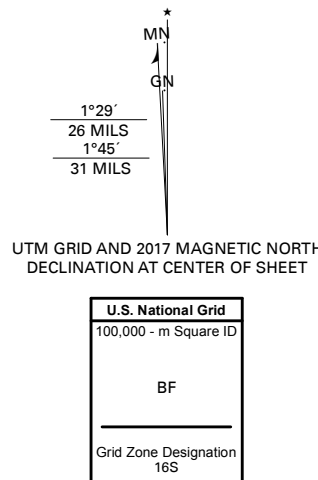 MN
GN
1°29´
26 MILS
1°45´
31 MILS
UTM GRID AND 2017 MAGNETIC NORTH
DECLINATION AT CENTER OF SHEET
U.S. National Grid
100,000 - m Square ID
BF
Grid Zone Designation
16S